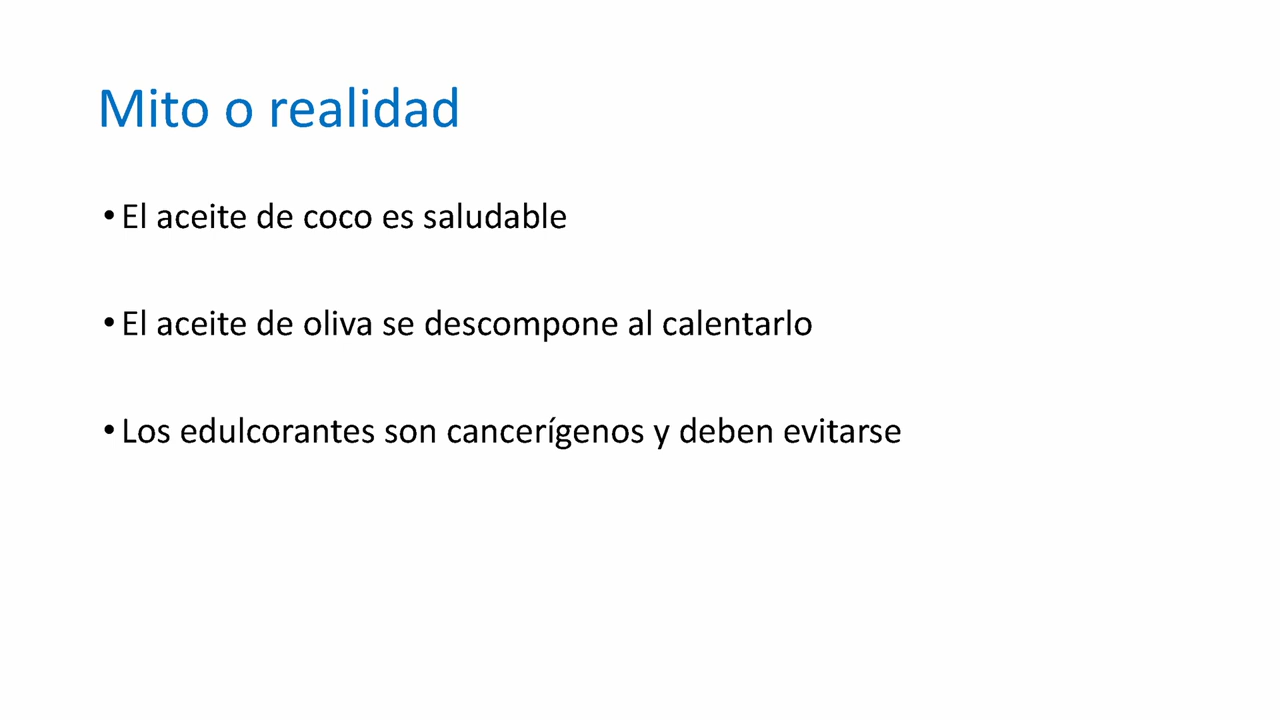 Mito o realidad
• El aceite de coco es saludable
• El aceite de oliva se descompone al calentarlo
• Los edulcorantes son cancerígenos y deben evitarse